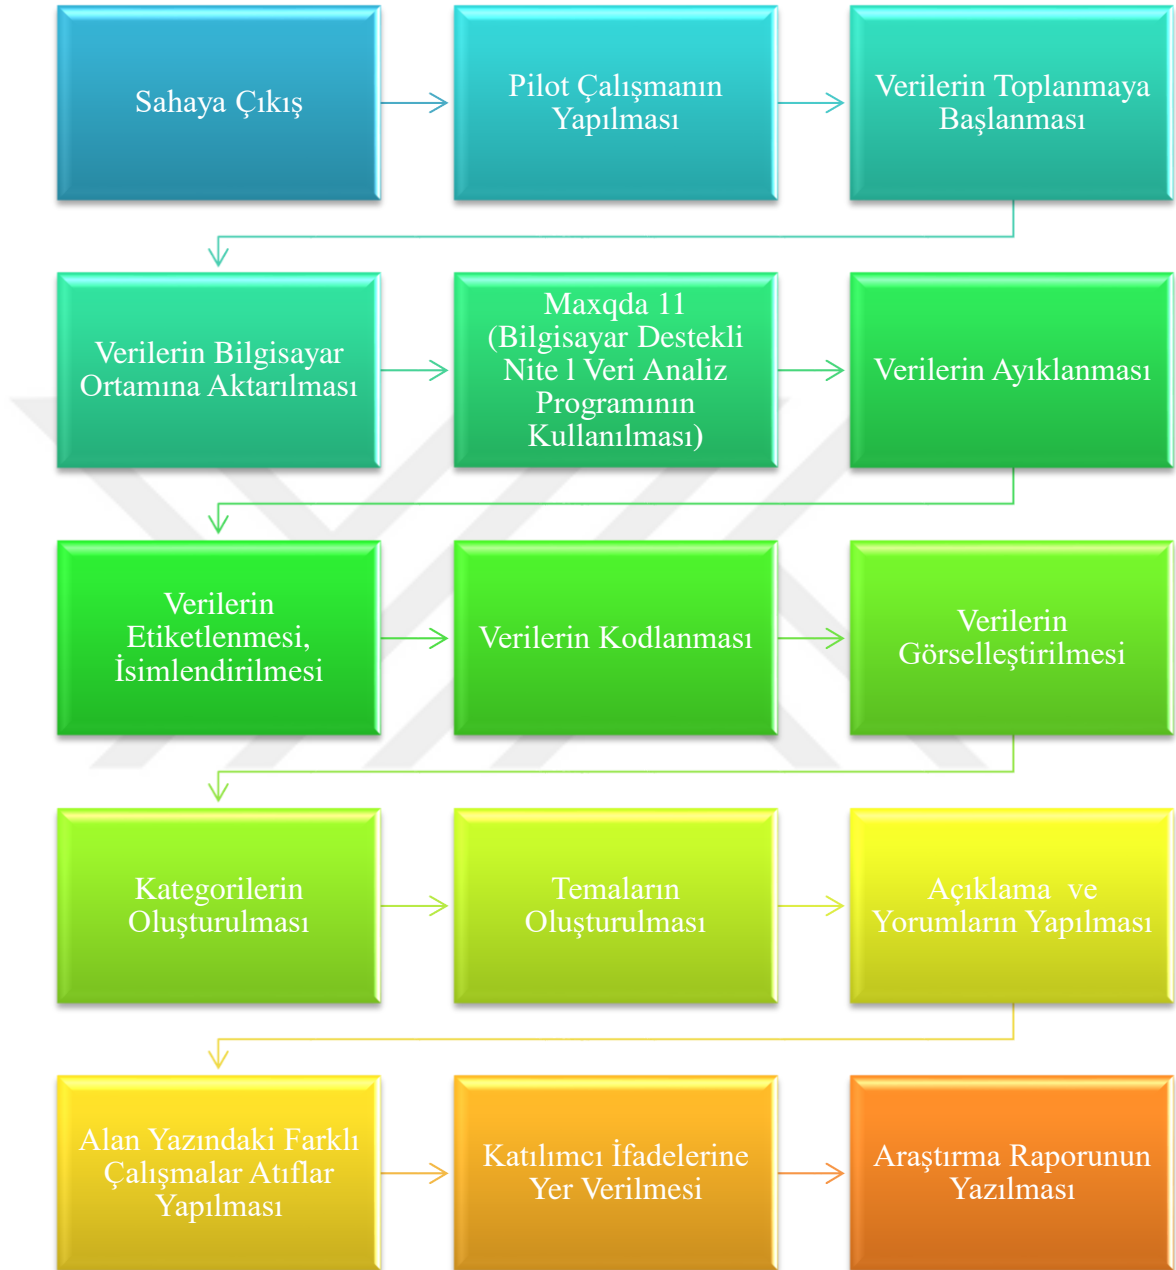 Sahaya Çıkış
Pilot Çalışmanın
Yapılması
Verilerin Toplanmaya
Başlanması
Verilerin Bilgisayar
Ortamına Aktarılması
Maxqda 11
(Bilgisayar Destekli
Nite l Veri Analiz
Programının
Kullanılması)
Verilerin Ayıklanması
Verilerin
Etiketlenmesi,
İsimlendirilmesi
Verilerin Kodlanması
Verilerin
Görselleştirilmesi
Kategorilerin
Oluşturulması
Temaların
Oluşturulması
Açıklama ve
Yorumların Yapılması
Alan Yazındaki Farklı
Çalışmalar Atıflar
Yapılması
Katılımcı İfadelerine
Yer Verilmesi
Araştırma Raporunun
Yazılması